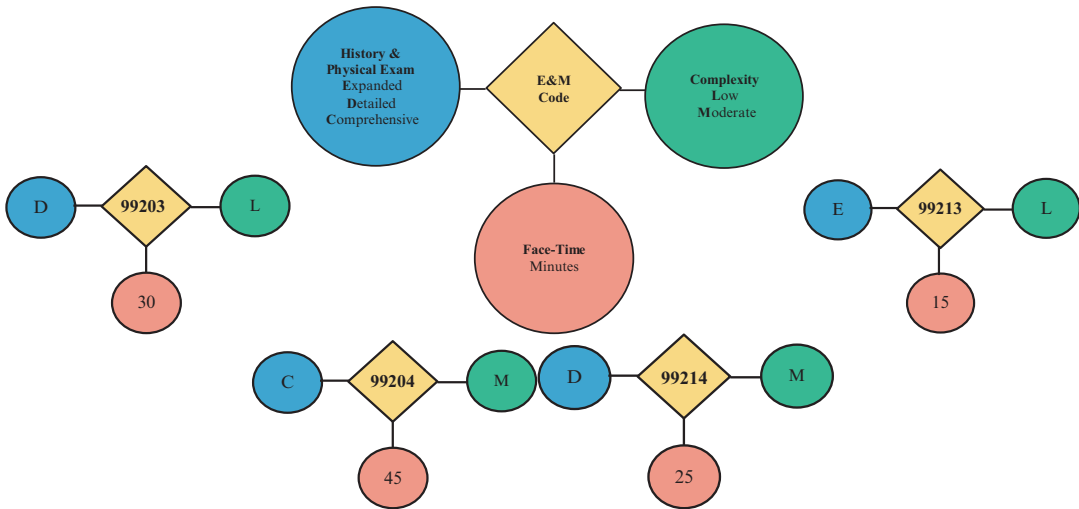 History &
Physical Exam
Expanded
Detailed
Comprehensive
E&M
Code
Complexity
Low
Moderate
Face-Time
Minutes
D
99203
L
30
E
99213
L
15
C
99204
M
45
D
99214
M
25